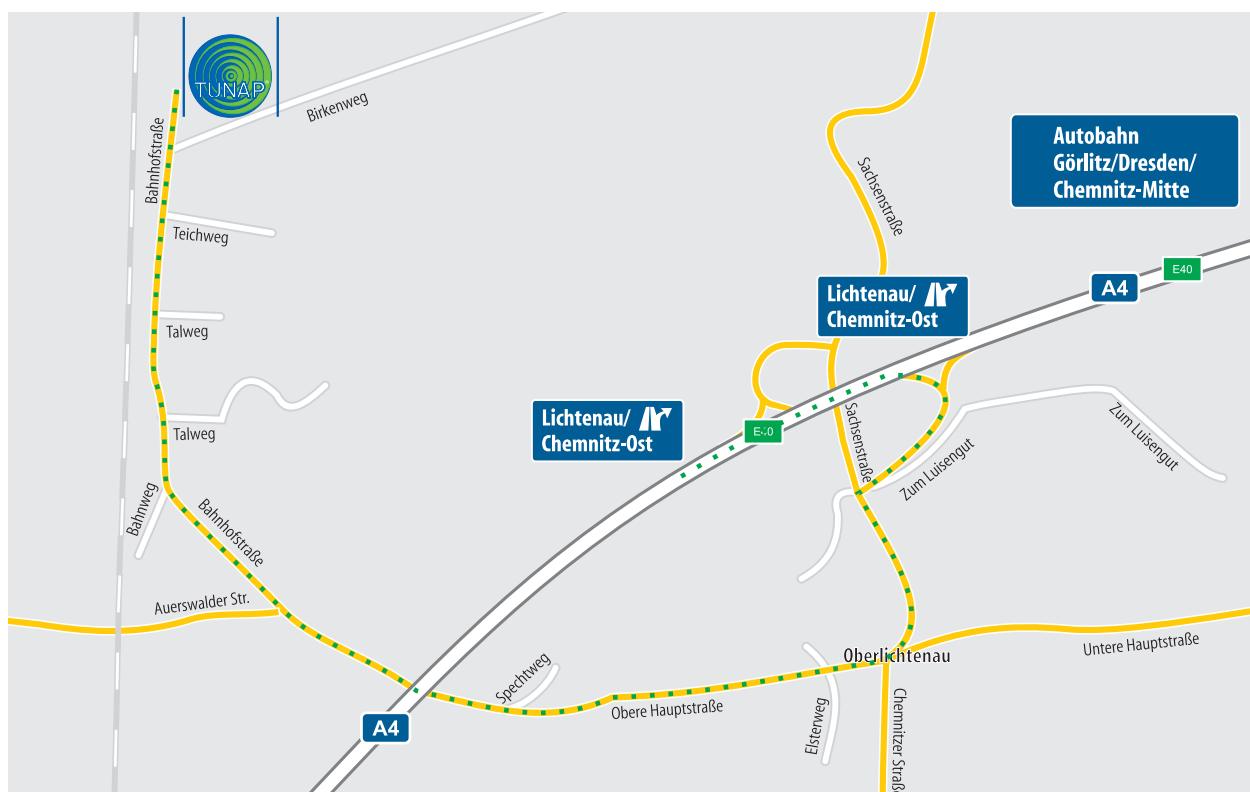 TUNAP®
Birkenweg
Bahnhofstraße
Autobahn
Görlitz/Dresden/
Chemnitz-Mitte
Sachsenstraße
Teichweg
E40
A4
Lichtenau/
Chemnitz-Ost
Talweg
Lichtenau/
Chemnitz-Ost
E40
Sachsenstraße
Zum Luisengut
Talweg
Zum Luisengut
Bahnweg
Bahnhofstraße
Auerswalder Str.
Oberlichtenau
Untere Hauptstraße
Spechtweg
Obere Hauptstraße
Elsterweg
Chemnitzer Straß
A4